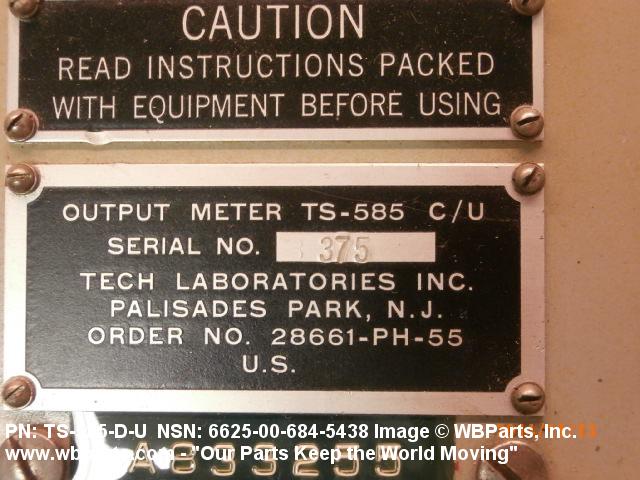 CAUTION
READ INSTRUCTIONS PACKED
WITH EQUIPMENT BEFORE USING
OUTPUT METER TS-585 C/U
SERIAL NO. 375
TECH LABORATORIES INC.
PALISADES PARK, N.J.
ORDER NO. 28661-PH-55
U.S.
PN: NSN: 6625-00-684-5438 Image © WBParts, Inc.
- "Our Parts Keep the World Moving"